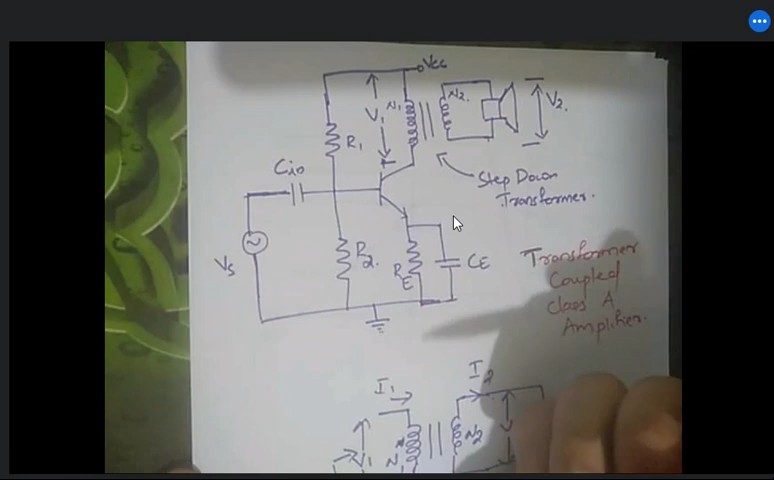 Vcc
N1
N2.
V1
V2.
R1
Cin
Step Down
Transformer.
Vs
R2.
RE
CE
Transformer
Coupled
class A
Amplifier.
I1
I2
V1
N1
N2